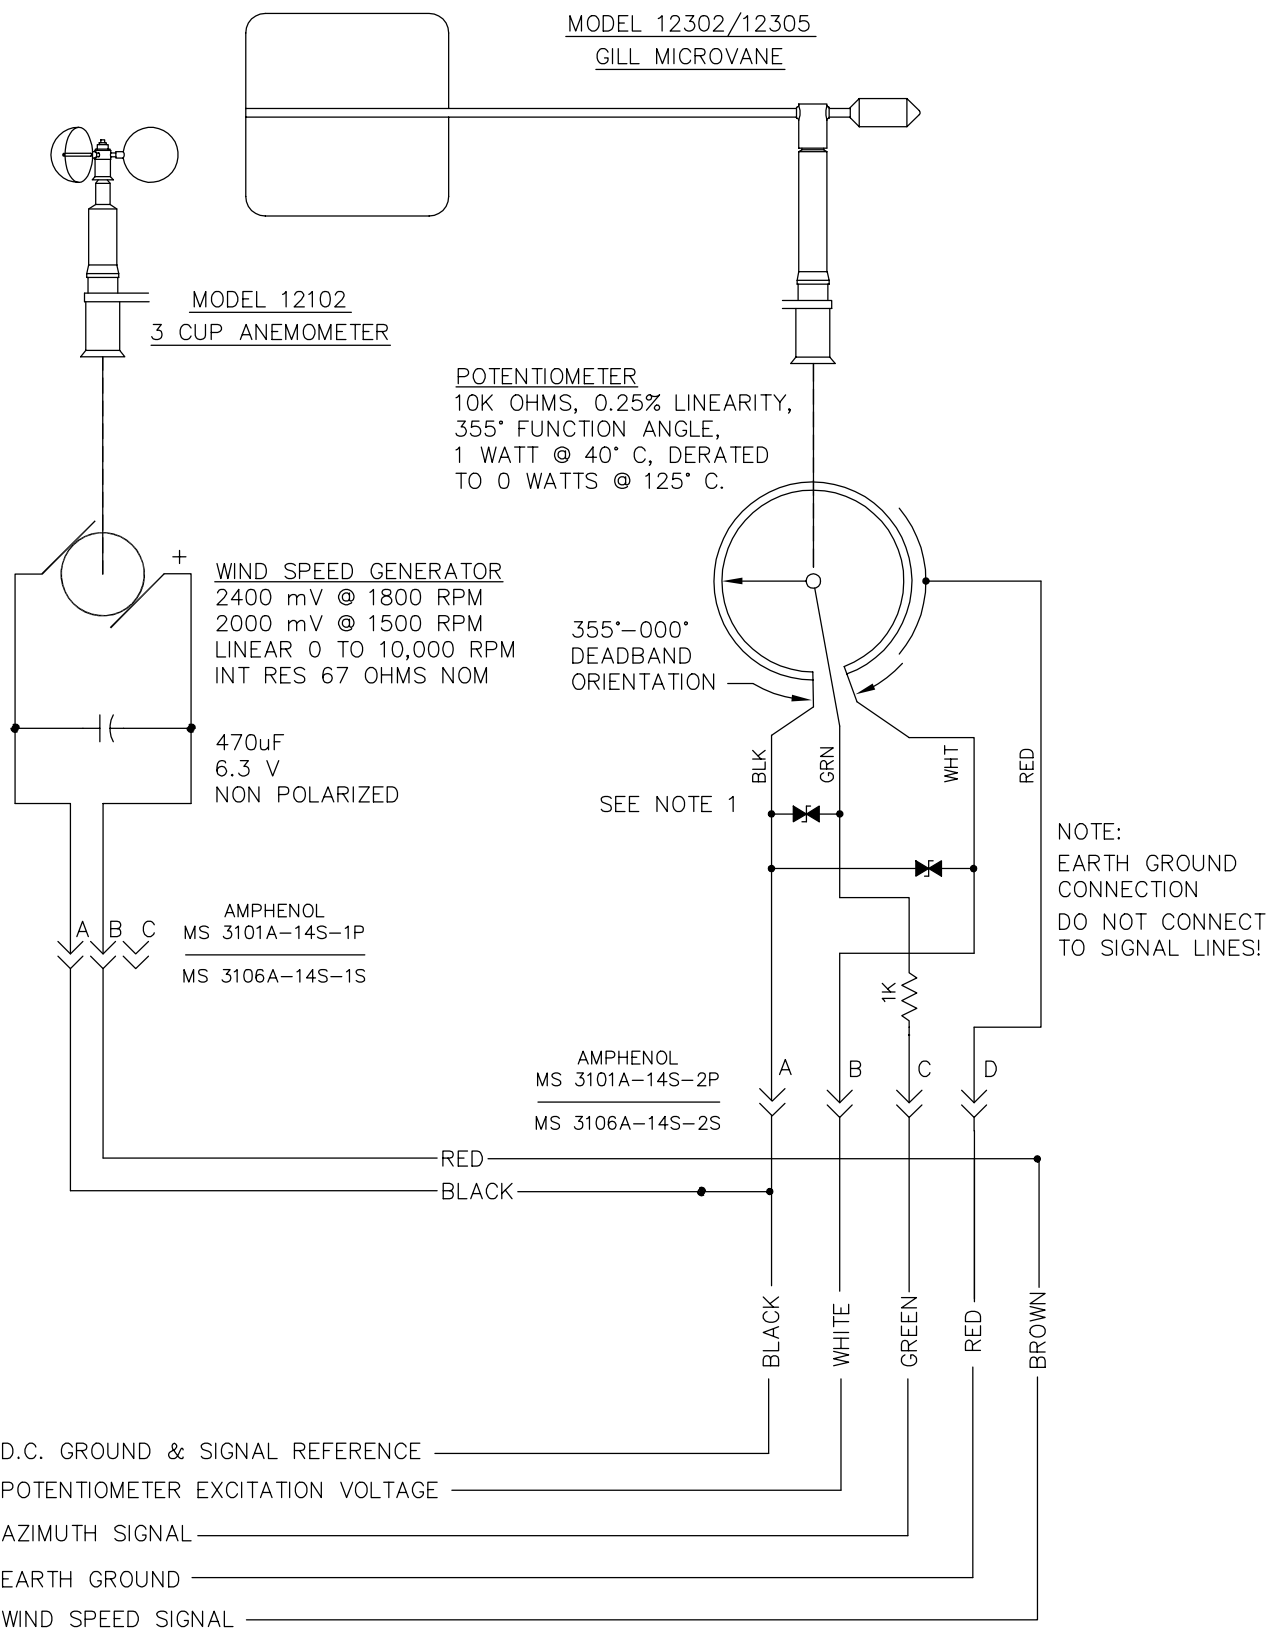 MODEL 12302/12305
GILL MICROVANE
MODEL 12102
3 CUP ANEMOMETER
POTENTIOMETER
10K OHMS, 0.25% LINEARITY,
355° FUNCTION ANGLE,
1 WATT @ 40° C, DERATED
TO 0 WATTS @ 125° C.
+
WIND SPEED GENERATOR
2400 mV @ 1800 RPM
2000 mV @ 1500 RPM
LINEAR 0 TO 10,000 RPM
INT RES 67 OHMS NOM
355°-000°
DEADBAND
ORIENTATION
470uF
6.3 V
NON POLARIZED
BLK
GRN
WHT
RED
SEE NOTE 1
NOTE:
EARTH GROUND
CONNECTION
DO NOT CONNECT
TO SIGNAL LINES!
A B C
AMPHENOL
MS 3101A-14S-1P
MS 3106A-14S-1S
1K
AMPHENOL
MS 3101A-14S-2P
MS 3106A-14S-2S
A B C D
RED
BLACK
BLACK
WHITE
GREEN
RED
BROWN
D.C. GROUND & SIGNAL REFERENCE
POTENTIOMETER EXCITATION VOLTAGE
AZIMUTH SIGNAL
EARTH GROUND
WIND SPEED SIGNAL